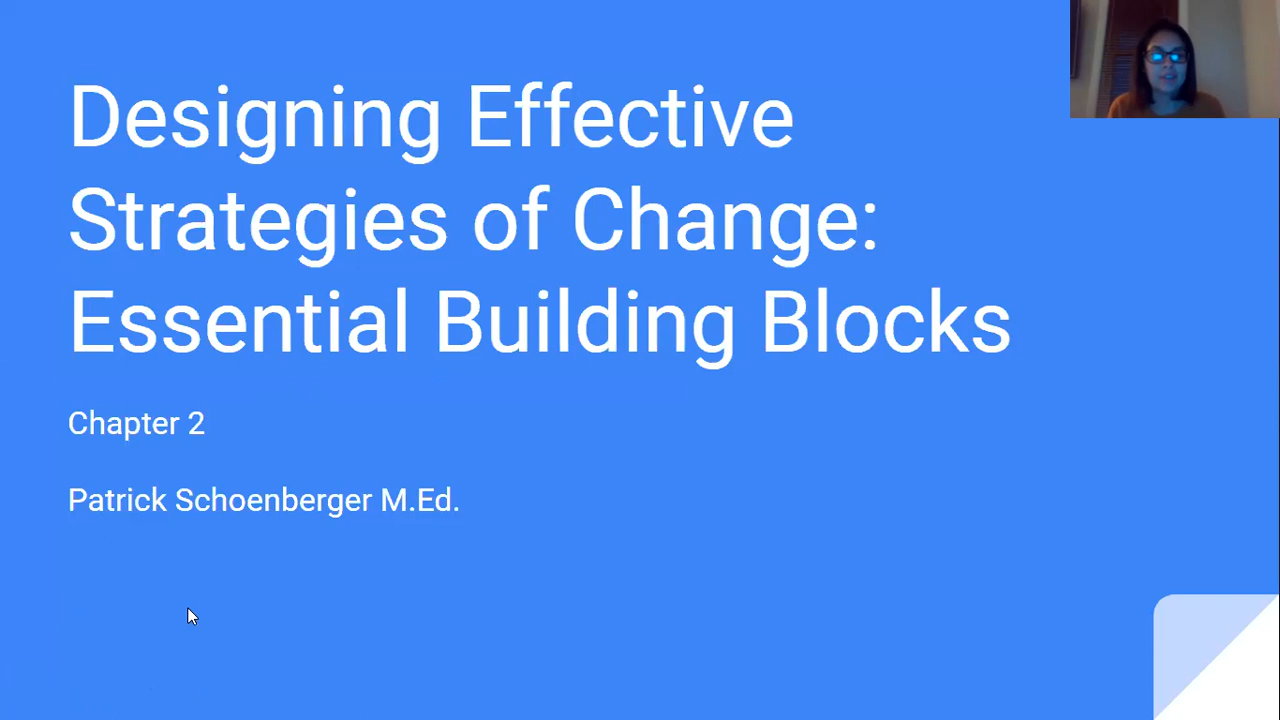 Designing Effective
Strategies of Change:
Essential Building Blocks
Chapter 2
Patrick Schoenberger M.Ed.